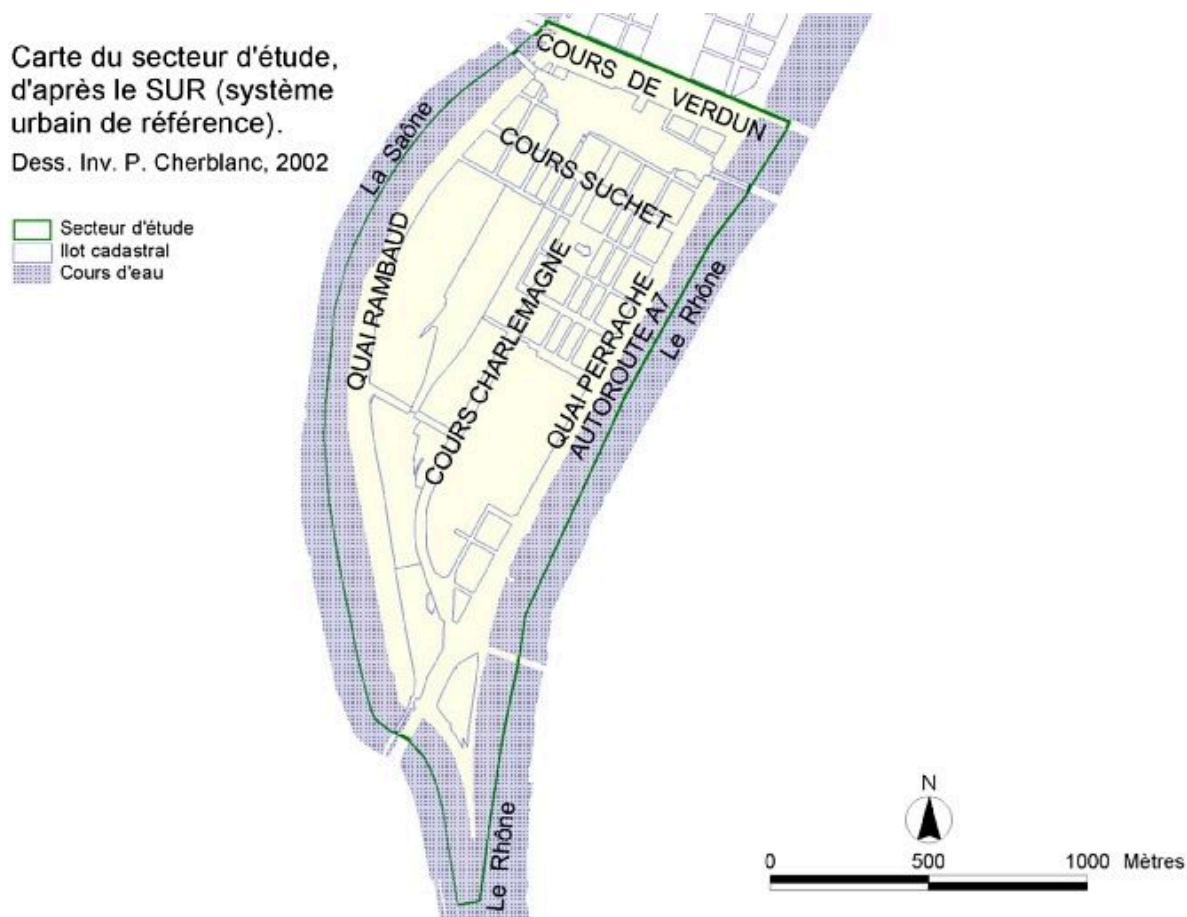 Carte du secteur d'étude,
d'après le SUR (système
urbain de référence).
Dess. Inv. P. Cherblanc, 2002
Secteur d'étude
Ilot cadastral
Cours d'eau
COURS DE VERDUN
La Saône
COURS SUCHET
QUAI RAMBAUD
COURS CHARLEMAGNE
QUAI PERRACHE
AUTOROUTE A7
Le Rhône
Le Rhône
N
0 500 1000 Mètres